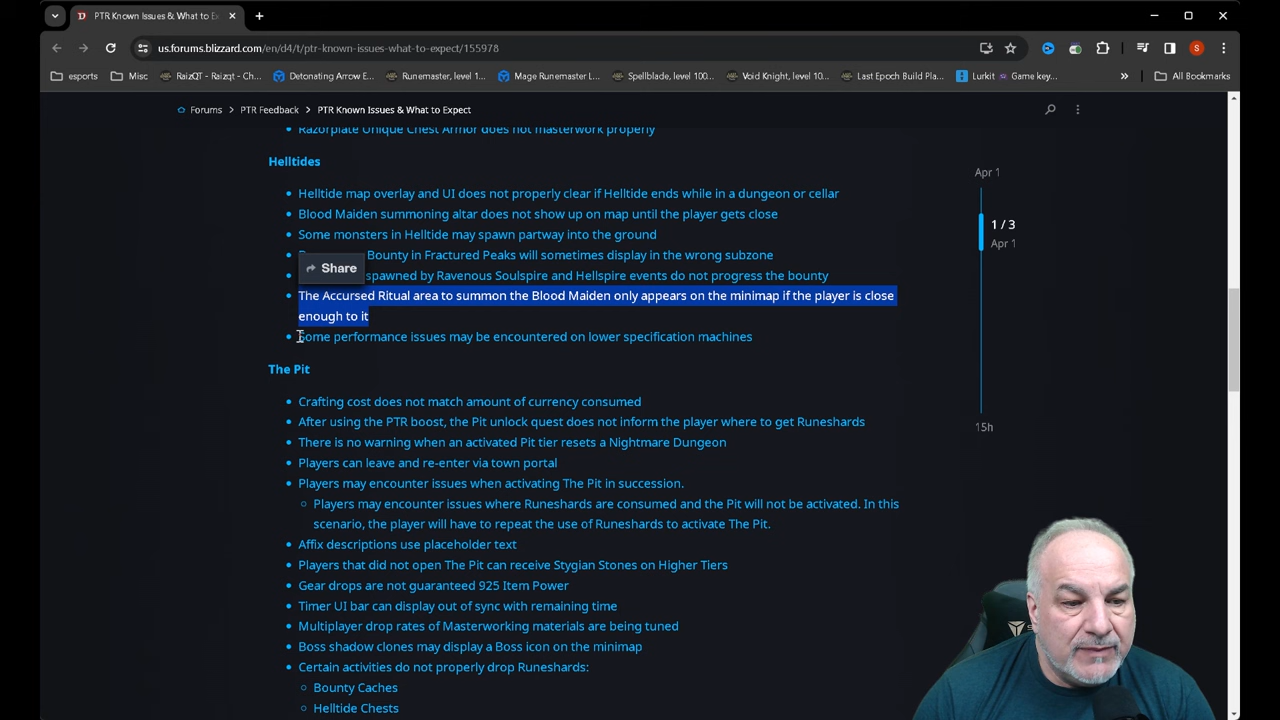 PTR Known Issues & What to Ex
us.forums.blizzard.com/en/d4/t/ptr-known-issues-what-to-expect/155978
S
esports
Misc
RaizQT - Raizqt - Ch...
Detonating Arrow E...
Runemaster, level 1...
Mage Runemaster L...
Spellblade, level 100...
Void Knight, level 10...
Last Epoch Build Pla...
Lurkit
Game key...
All Bookmarks
Forums > PTR Feedback > PTR Known Issues & What to Expect
Razorplate Unique Chest Armor does not masterwork properly
Helltides
Helltide map overlay and UI does not properly clear if Helltide ends while in a dungeon or cellar
Blood Maiden summoning altar does not show up on map until the player gets close
Some monsters in Helltide may spawn partway into the ground
Bounty in Fractured Peaks will sometimes display in the wrong subzone
Share
spawned by Ravenous Soulspire and Hellspire events do not progress the bounty
The Accursed Ritual area to summon the Blood Maiden only appears on the minimap if the player is close
enough to it
Some performance issues may be encountered on lower specification machines
The Pit
Crafting cost does not match amount of currency consumed
After using the PTR boost, the Pit unlock quest does not inform the player where to get Runeshards
There is no warning when an activated Pit tier resets a Nightmare Dungeon
Players can leave and re-enter via town portal
Players may encounter issues when activating The Pit in succession.
Players may encounter issues where Runeshards are consumed and the Pit will not be activated. In this
scenario, the player will have to repeat the use of Runeshards to activate The Pit.
Affix descriptions use placeholder text
Players that did not open The Pit can receive Stygian Stones on Higher Tiers
Gear drops are not guaranteed 925 Item Power
Timer UI bar can display out of sync with remaining time
Multiplayer drop rates of Masterworking materials are being tuned
Boss shadow clones may display a Boss icon on the minimap
Certain activities do not properly drop Runeshards:
Bounty Caches
Helltide Chests
Apr 1
1 / 3
Apr 1
15h